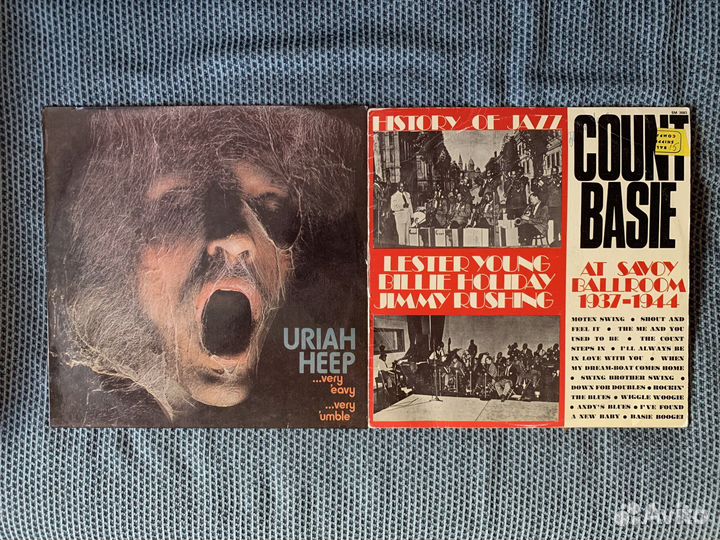 URIAH
HEEP
...very
'eavy
...very
'umble
HISTORY OF JAZZ
LESTER YOUNG
BILLIE HOLIDAY
JIMMY RUSHING
COUNT
BASIE
AT SAVOY
BALLROOM
1937-1944
MOTEN SWING • SHOUT AND
FEEL IT • THE ME AND YOU
USED TO BE • THE COUNT
STEPS IN • I'LL ALWAYS BE
IN LOVE WITH YOU • WHEN
MY DREAM-BOAT COMES HOME
• SWING BROTHER SWING •
DOWN FOR DOUBLES • ROCKIN'
THE BLUES • WIGGLE WOOGIE
• ANDY'S BLUES • I'VE FOUND
A NEW BABY • BASIE BOOGEI
Avito